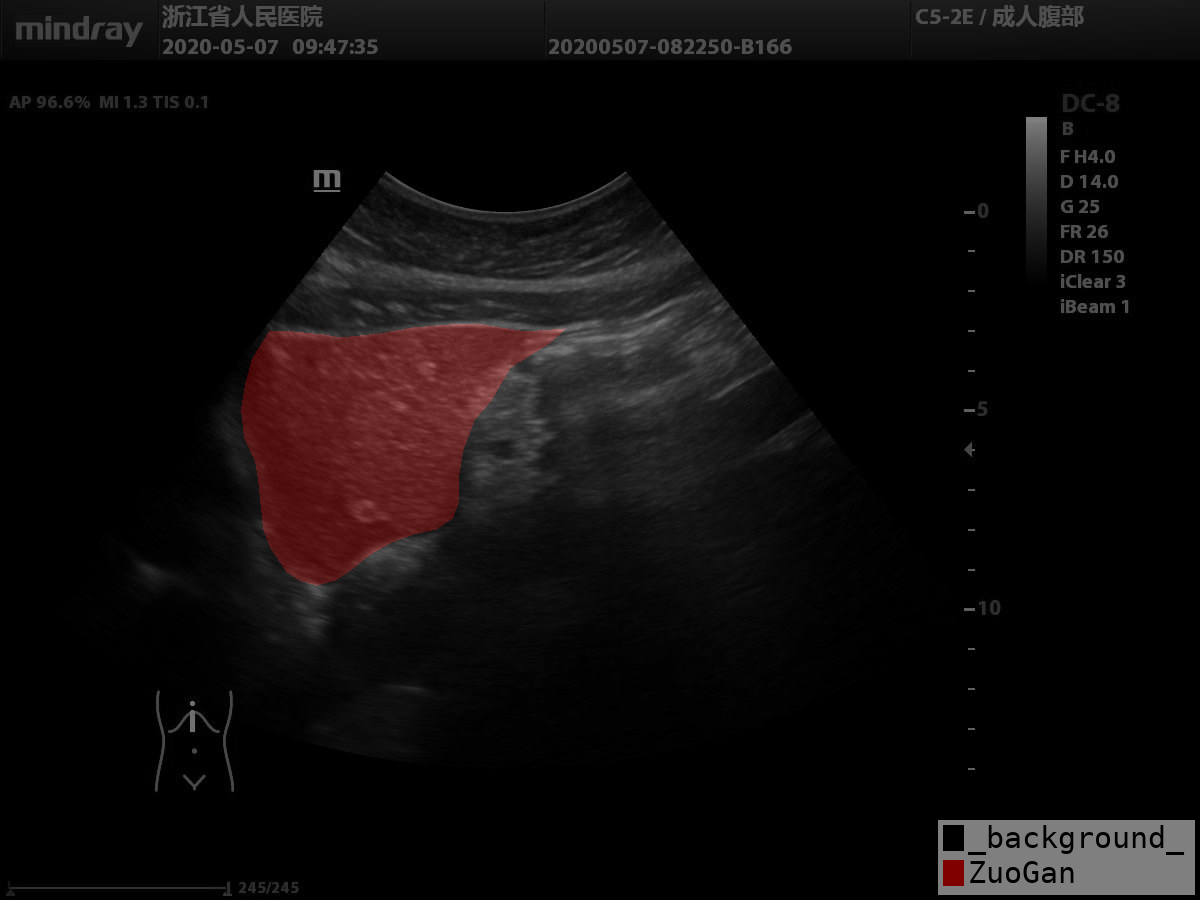 mindray
浙江省人民医院
2020-05-07 09:47:35
20200507-082250-B166
C5-2E / 成人腹部
AP 96.6% MI 1.3 TIS 0.1
m
DC-8
B
F H4.0
D 14.0
G 25
FR 26
DR 150
iClear 3
iBeam 1
0
5
10
245/245
_background_
ZuoGan